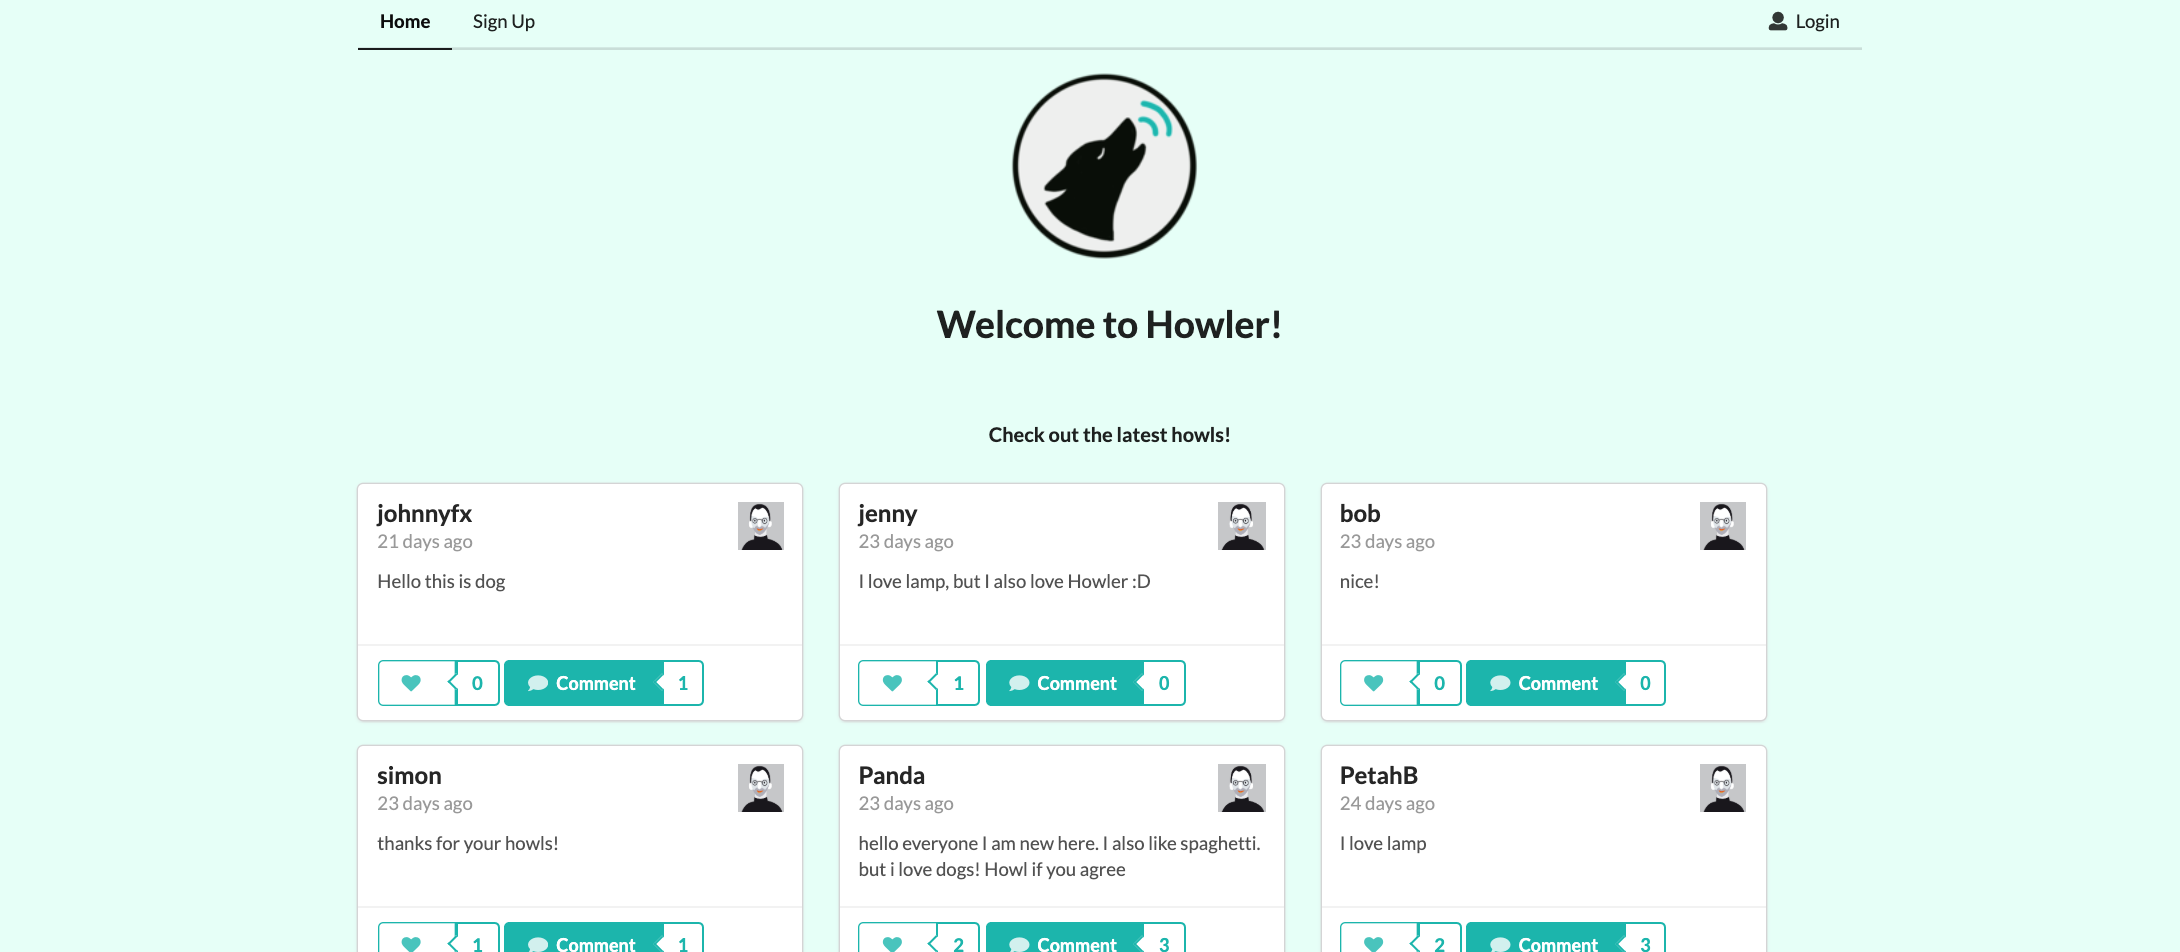 Home Sign Up Login
Welcome to Howler!
Check out the latest howls!
johnnyfx
21 days ago
Hello this is dog
0 Comment 1
jenny
23 days ago
I love lamp, but I also love Howler :D
1 Comment 0
bob
23 days ago
nice!
0 Comment 0
simon
23 days ago
thanks for your howls!
1 Comment 1
Panda
23 days ago
hello everyone I am new here. I also like spaghetti.
but i love dogs! Howl if you agree
2 Comment 3
PetahB
24 days ago
I love lamp
2 Comment 3